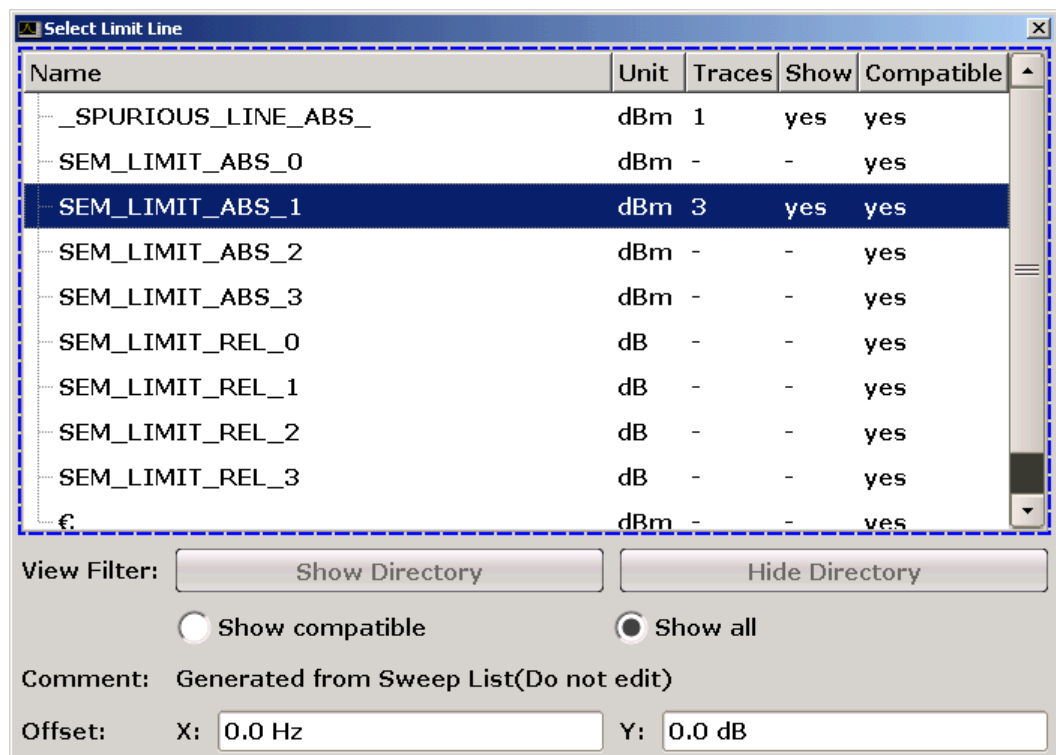 Select Limit Line
Name Unit Traces Show Compatible
_SPURIOUS_LINE_ABS_ dBm 1 yes yes
SEM_LIMIT_ABS_0 dBm - - yes
SEM_LIMIT_ABS_1 dBm 3 yes yes
SEM_LIMIT_ABS_2 dBm - - yes
SEM_LIMIT_ABS_3 dBm - - yes
SEM_LIMIT_REL_0 dB - - yes
SEM_LIMIT_REL_1 dB - - yes
SEM_LIMIT_REL_2 dB - - yes
SEM_LIMIT_REL_3 dB - - yes
dBm - - yes
View Filter: Show Directory Hide Directory
Show compatible Show all
Comment: Generated from Sweep List(Do not edit)
Offset: X: 0.0 Hz Y: 0.0 dB